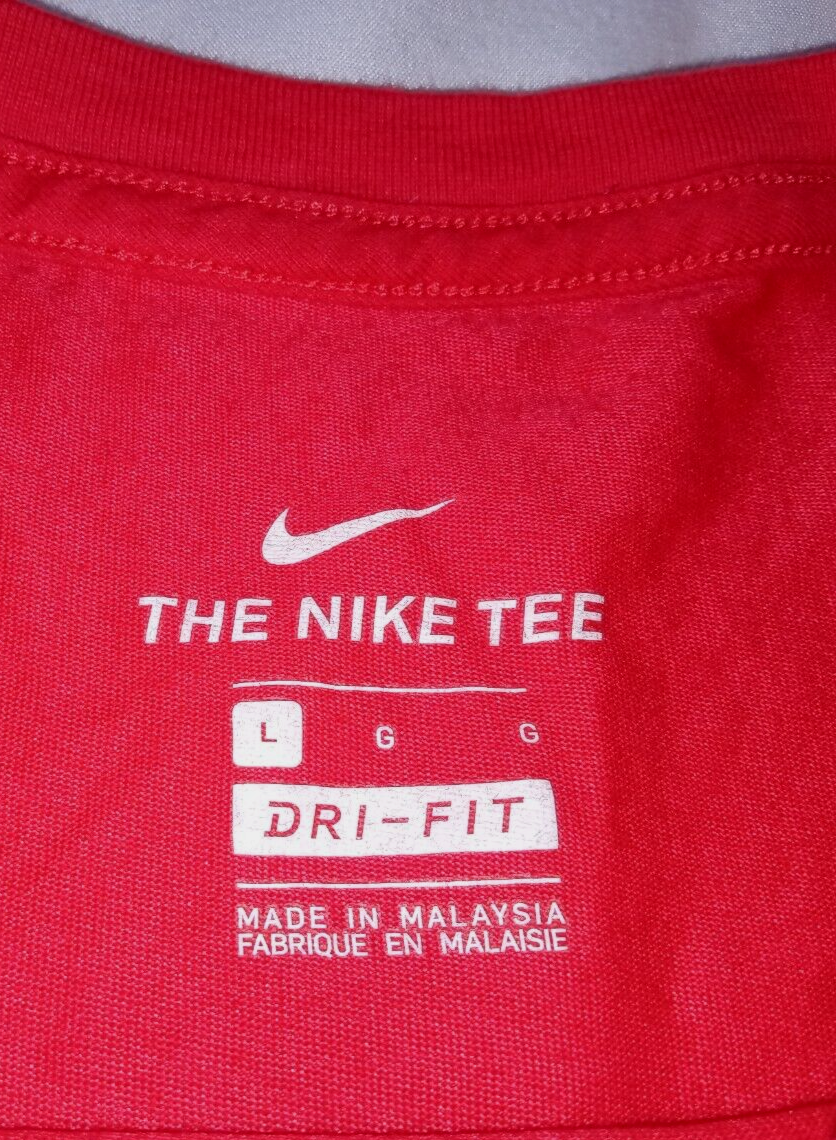 THE NIKE TEE
L G G
DRI-FIT
MADE IN MALAYSIA
FABRIQUE EN MALAISIE